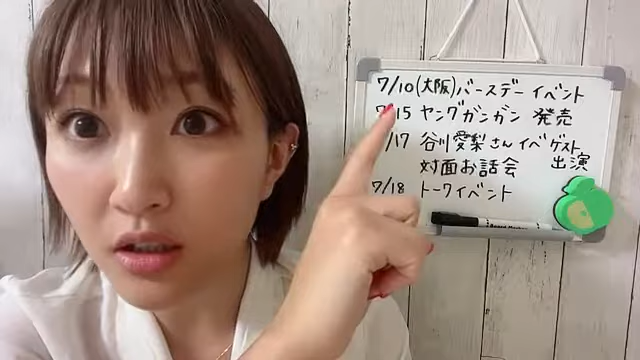 7/10(大阪)バースデーイベント
7/15 ヤングガンガン 発売
/17 谷川愛梨さんイベゲスト出演
対面お話会
7/18 トークイベント
Board Marker